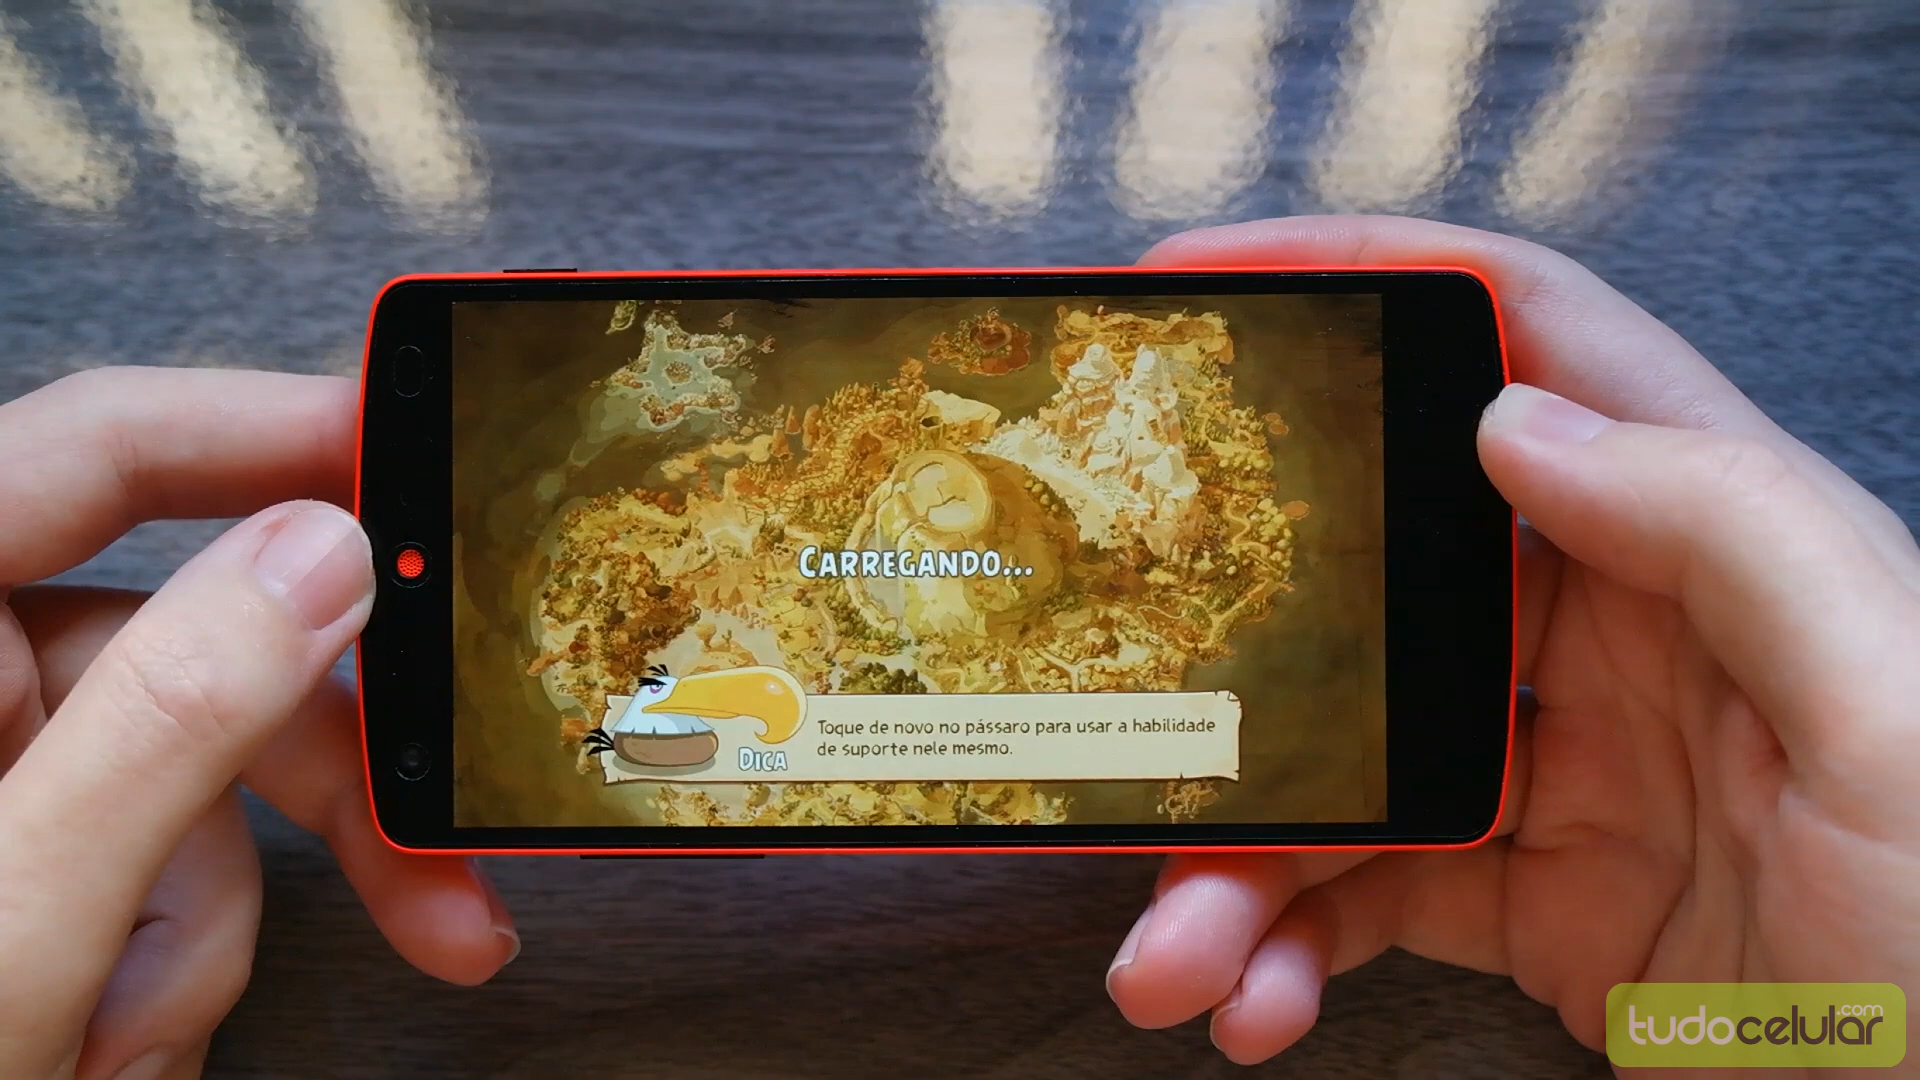 CARREGANDO...
Toque de novo no pássaro para usar a habilidade
de suporte nele mesmo.
DICA
tudocelular.com